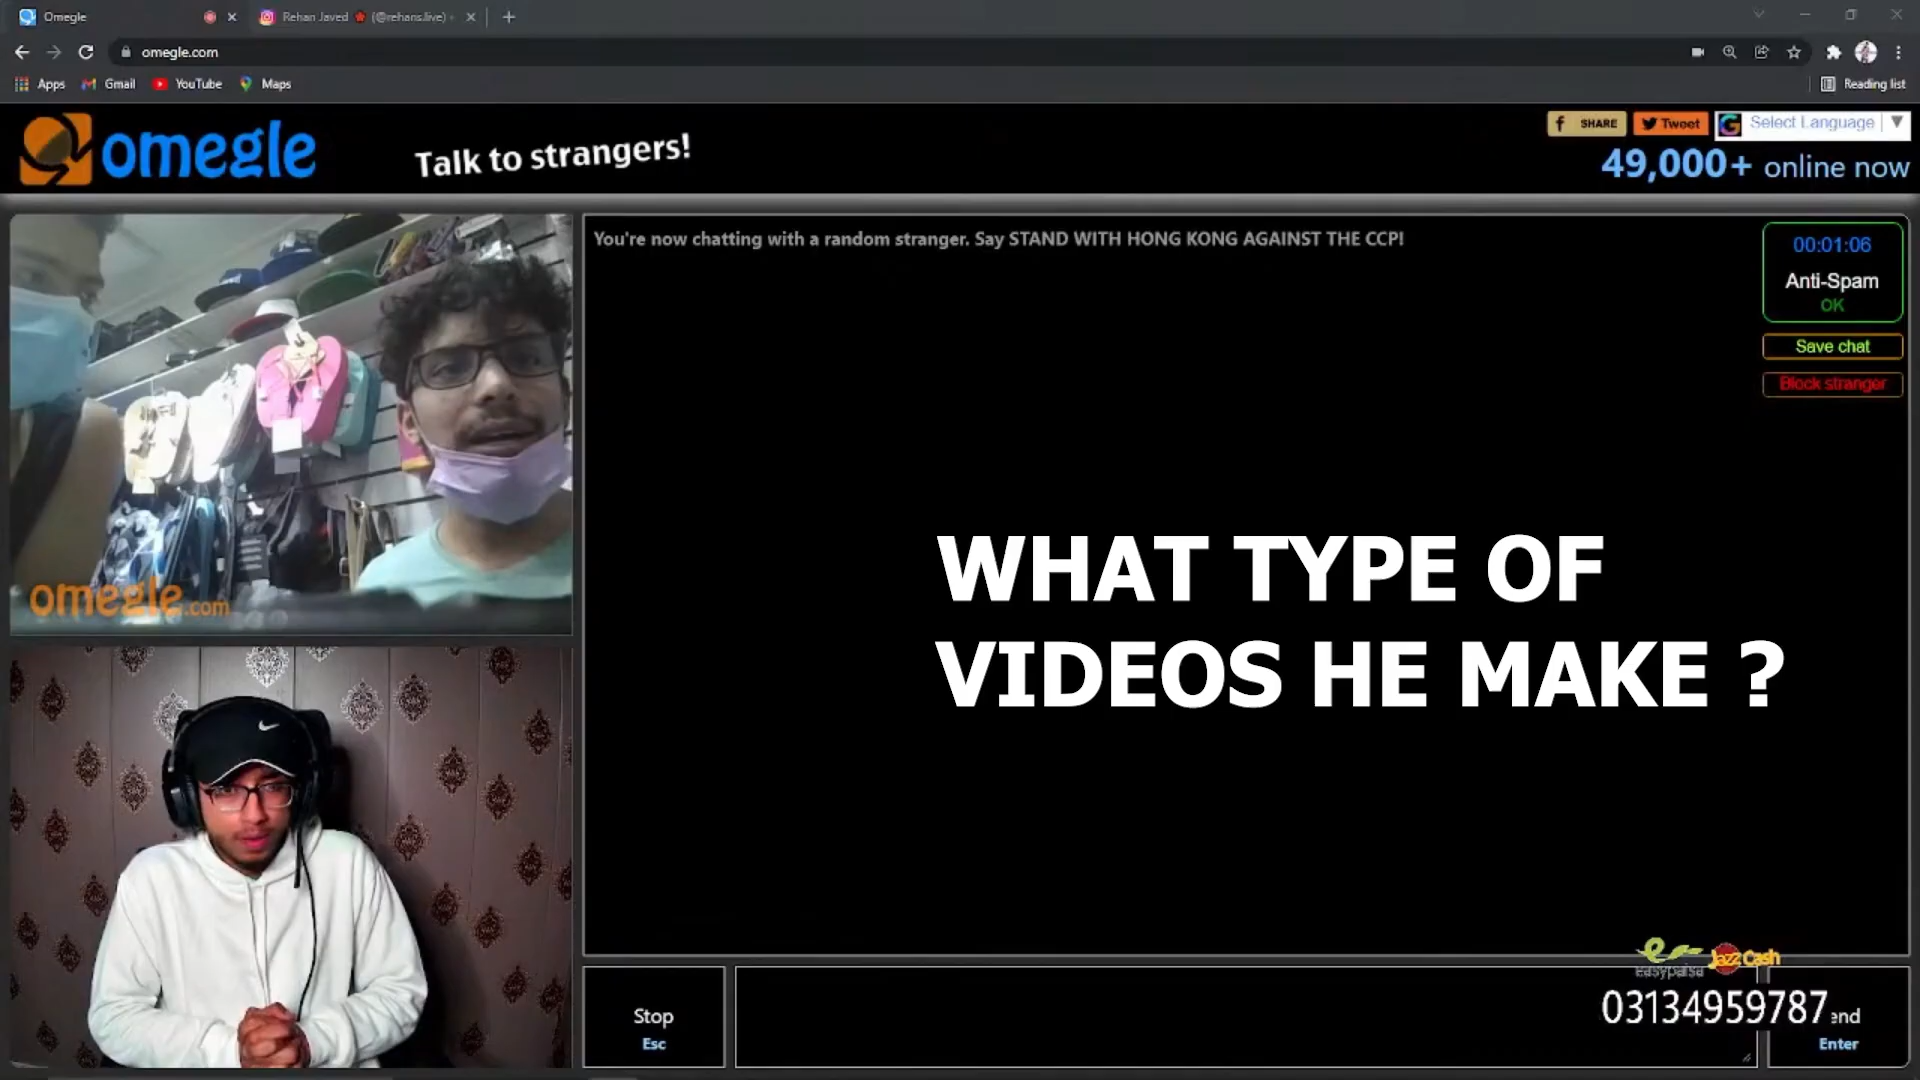 Omegle
Rehan Javed (@rehans.live)
omegle.com
Apps
Gmail
YouTube
Maps
Reading list
omegle
Talk to strangers!
SHARE
Tweet
Select Language
49,000+ online now
You're now chatting with a random stranger. Say STAND WITH HONG KONG AGAINST THE CCP!
00:01:06
Anti-Spam
OK
Save chat
Block stranger
omegle.com
WHAT TYPE OF
VIDEOS HE MAKE ?
easypaisa
JazzCash
03134959787
end
Stop
Esc
Enter